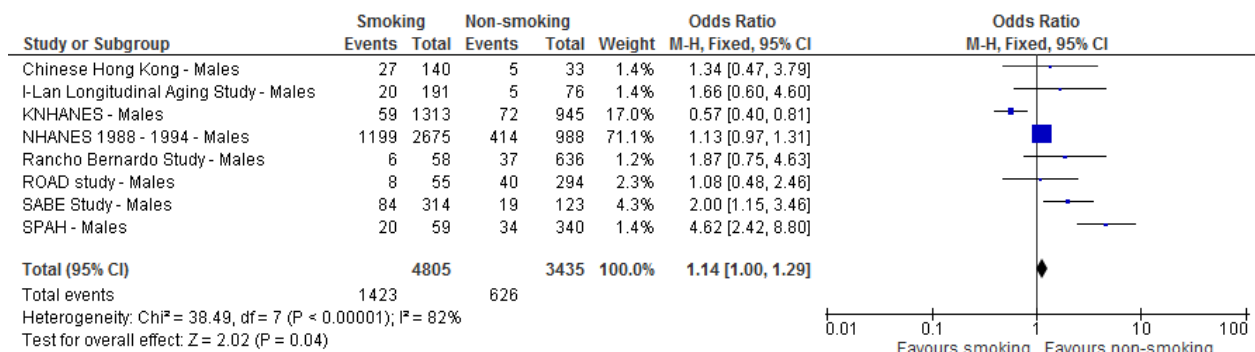 Smoking Non-smoking Odds Ratio Odds Ratio
Study or Subgroup Events Total Events Total Weight M-H, Fixed, 95% CI M-H, Fixed, 95% CI
Chinese Hong Kong - Males 27 140 5 33 1.4% 1.34 [0.47, 3.79]
I-Lan Longitudinal Aging Study - Males 20 191 5 76 1.6% 1.66 [0.60, 4.60]
KNHANES - Males 59 1313 72 945 17.0% 0.57 [0.40, 0.81]
NHANES 1988 - 1994 - Males 1199 2675 414 988 71.1% 1.13 [0.97, 1.31]
Rancho Bernardo Study - Males 6 58 37 636 1.2% 1.87 [0.75, 4.63]
ROAD study - Males 8 55 40 294 2.3% 1.08 [0.48, 2.46]
SABE Study - Males 84 314 19 123 4.3% 2.00 [1.15, 3.46]
SPAH - Males 20 59 34 340 1.4% 4.62 [2.42, 8.80]
Total (95% CI) 4805 3435 100.0% 1.14 [1.00, 1.29]
Total events 1423 626
Heterogeneity: Chi² = 38.49, df = 7 (P < 0.00001); I² = 82%
Test for overall effect: Z = 2.02 (P = 0.04)
0.01 0.1 1 10 100
Favours smoking Favours non-smoking